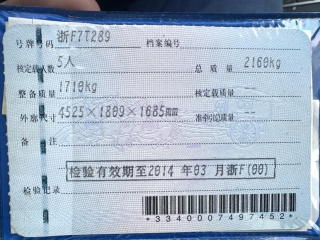 号牌号码 浙F7T289 档案编号
核定载人数 5人 总质量 2160kg
整备质量 1710kg 核定载质量
外廓尺寸 4525×1809×1685㎜ 准牵引总质量
备注
检验有效期至2014 年 03 月浙F(00)
检验记录
*3340007497452*